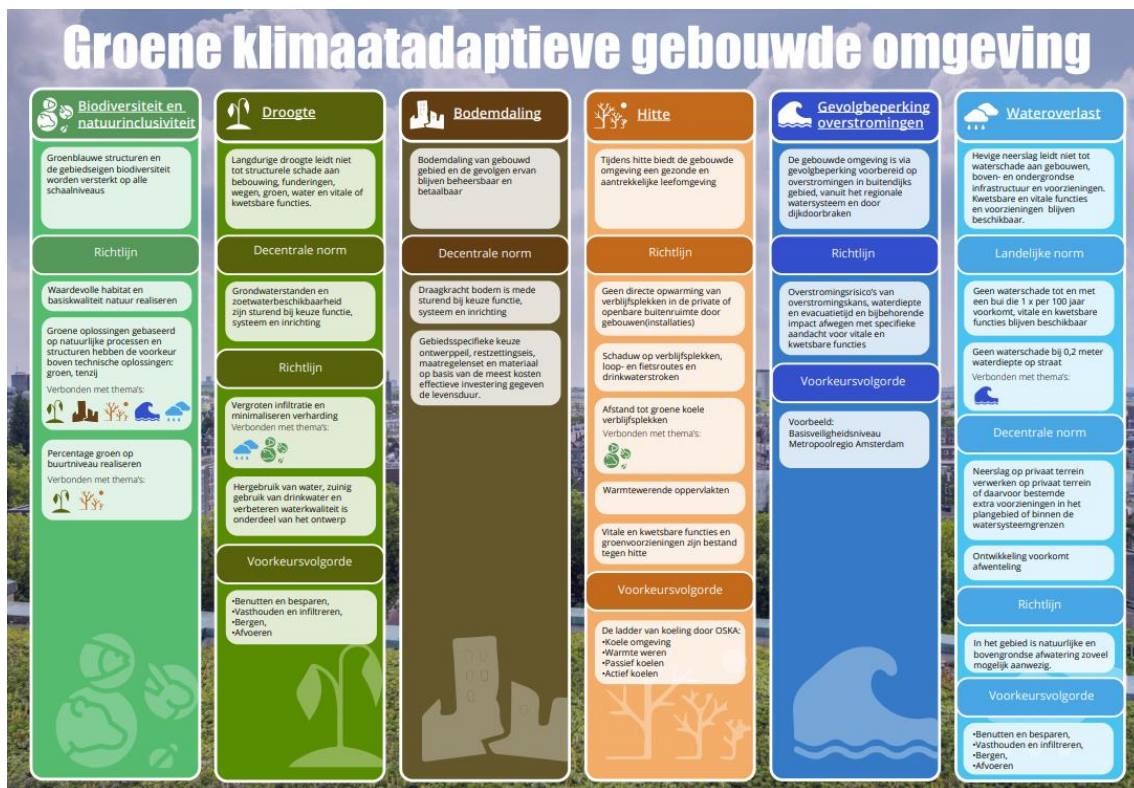 Groene klimaatadaptieve gebouwde omgeving
Biodiversiteit en
natuurinclusiviteit
Groenblauwe structuren en
de gebiedseigen biodiversiteit
worden versterkt op alle
schaalniveaus
Richtlijn
Waardevolle habitat en
basiskwaliteit natuur realiseren
Groene oplossingen gebaseerd
op natuurlijke processen en
structuren hebben de voorkeur
boven technische oplossingen:
groen, tenzij
Verbonden met thema's:
Percentage groen op
buurtniveau realiseren
Verbonden met thema's:
Droogte
Langdurige droogte leidt niet
tot structurele schade aan
bebouwing, funderingen,
wegen, groen, water en vitale of
kwetsbare functies.
Decentrale norm
Grondwaterstanden en
zoetwaterbeschikbaarheid
zijn sturend bij keuze functie,
systeem en inrichting
Richtlijn
Vergroten infiltratie en
minimaliseren verharding
Verbonden met thema's:
Hergebruik van water, zuinig
gebruik van drinkwater en
verbeteren waterkwaliteit is
onderdeel van het ontwerp
Voorkeursvolgorde
•Benutten en besparen,
•Vasthouden en infiltreren,
•Bergen,
•Afvoeren
Bodemdaling
Bodemdaling van gebouwd
gebied en de gevolgen ervan
blijven beheersbaar en
betaalbaar
Decentrale norm
Draagkracht bodem is mede
sturend bij keuze functie,
systeem en inrichting
Gebiedsspecifieke keuze
ontwerppeil, restzettingseis,
maatregelenset en materiaal
op basis van de meest kosten
effectieve investering gegeven
de levensduur.
Hitte
Tijdens hitte biedt de gebouwde
omgeving een gezonde en
aantrekkelijke leefomgeving
Richtlijn
Geen directe opwarming van
verblijfsplekken in de private of
openbare buitenruimte door
gebouwen(installaties)
Schaduw op verblijfsplekken,
loop- en fietsroutes en
drinkwaterstroken
Afstand tot groene koele
verblijfsplekken
Verbonden met thema's:
Warmtewerende oppervlakten
Vitale en kwetsbare functies en
groenvoorzieningen zijn bestand
tegen hitte
Voorkeursvolgorde
De ladder van koeling door OSKA:
•Koele omgeving
•Warmte weren
•Passief koelen
•Actief koelen
Gevolgbeperking
overstromingen
De gebouwde omgeving is via
gevolgbeperking voorbereid op
overstromingen in buitendijks
gebied, vanuit het regionale
watersysteem en door
dijkdoorbraken
Richtlijn
Overstromingsrisico's van
overstromingskans, waterdiepte
en evacuatietijd en bijbehorende
impact afwegen met specifieke
aandacht voor vitale en
kwetsbare functies
Voorkeursvolgorde
Voorbeeld:
Basisveiligheidsniveau
Metropoolregio Amsterdam
Wateroverlast
Hevige neerslag leidt niet tot
waterschade aan gebouwen,
boven- en ondergrondse
infrastructuur en voorzieningen.
Kwetsbare en vitale functies
en voorzieningen blijven
beschikbaar.
Landelijke norm
Geen waterschade tot en met
een bui die 1 x per 100 jaar
voorkomt, vitale en kwetsbare
functies blijven beschikbaar
Geen waterschade bij 0,2 meter
waterdiepte op straat
Verbonden met thema's:
Decentrale norm
Neerslag op privaat terrein
verwerken op privaat terrein
of daarvoor bestemde
extra voorzieningen in het
plangebied of binnen de
watersysteemgrenzen
Ontwikkeling voorkomt
afwenteling
Richtlijn
In het gebied is natuurlijke en
bovengrondse afwatering zoveel
mogelijk aanwezig.
Voorkeursvolgorde
•Benutten en besparen,
•Vasthouden en infiltreren,
•Bergen,
•Afvoeren